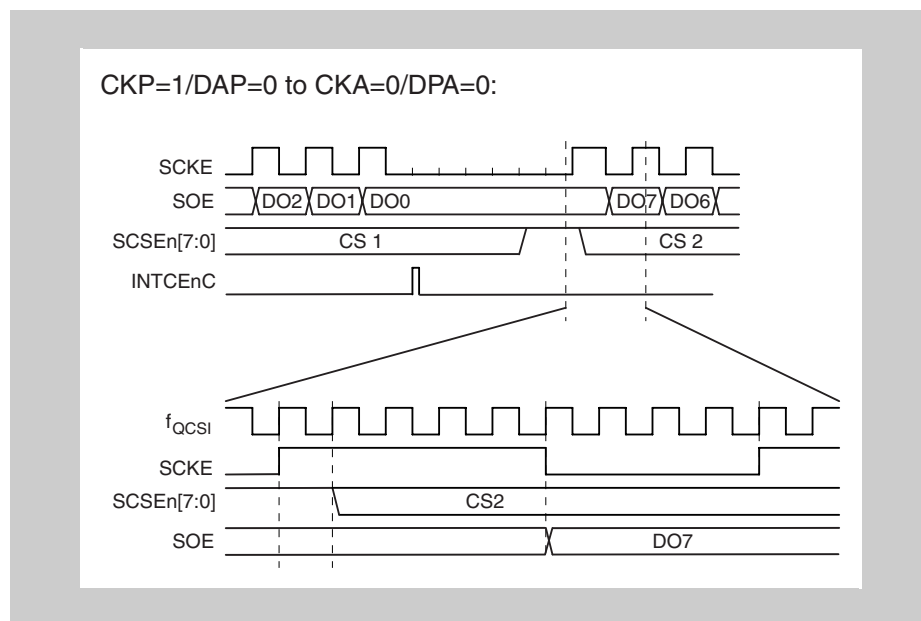 CKP=1/DAP=0 to CKA=0/DPA=0:
SCKE
SOE DO2 DO1 DO0 DO7 DO6
SCSEn[7:0] CS 1 CS 2
INTCEnC
fQCSI
SCKE
SCSEn[7:0] CS2
SOE DO7